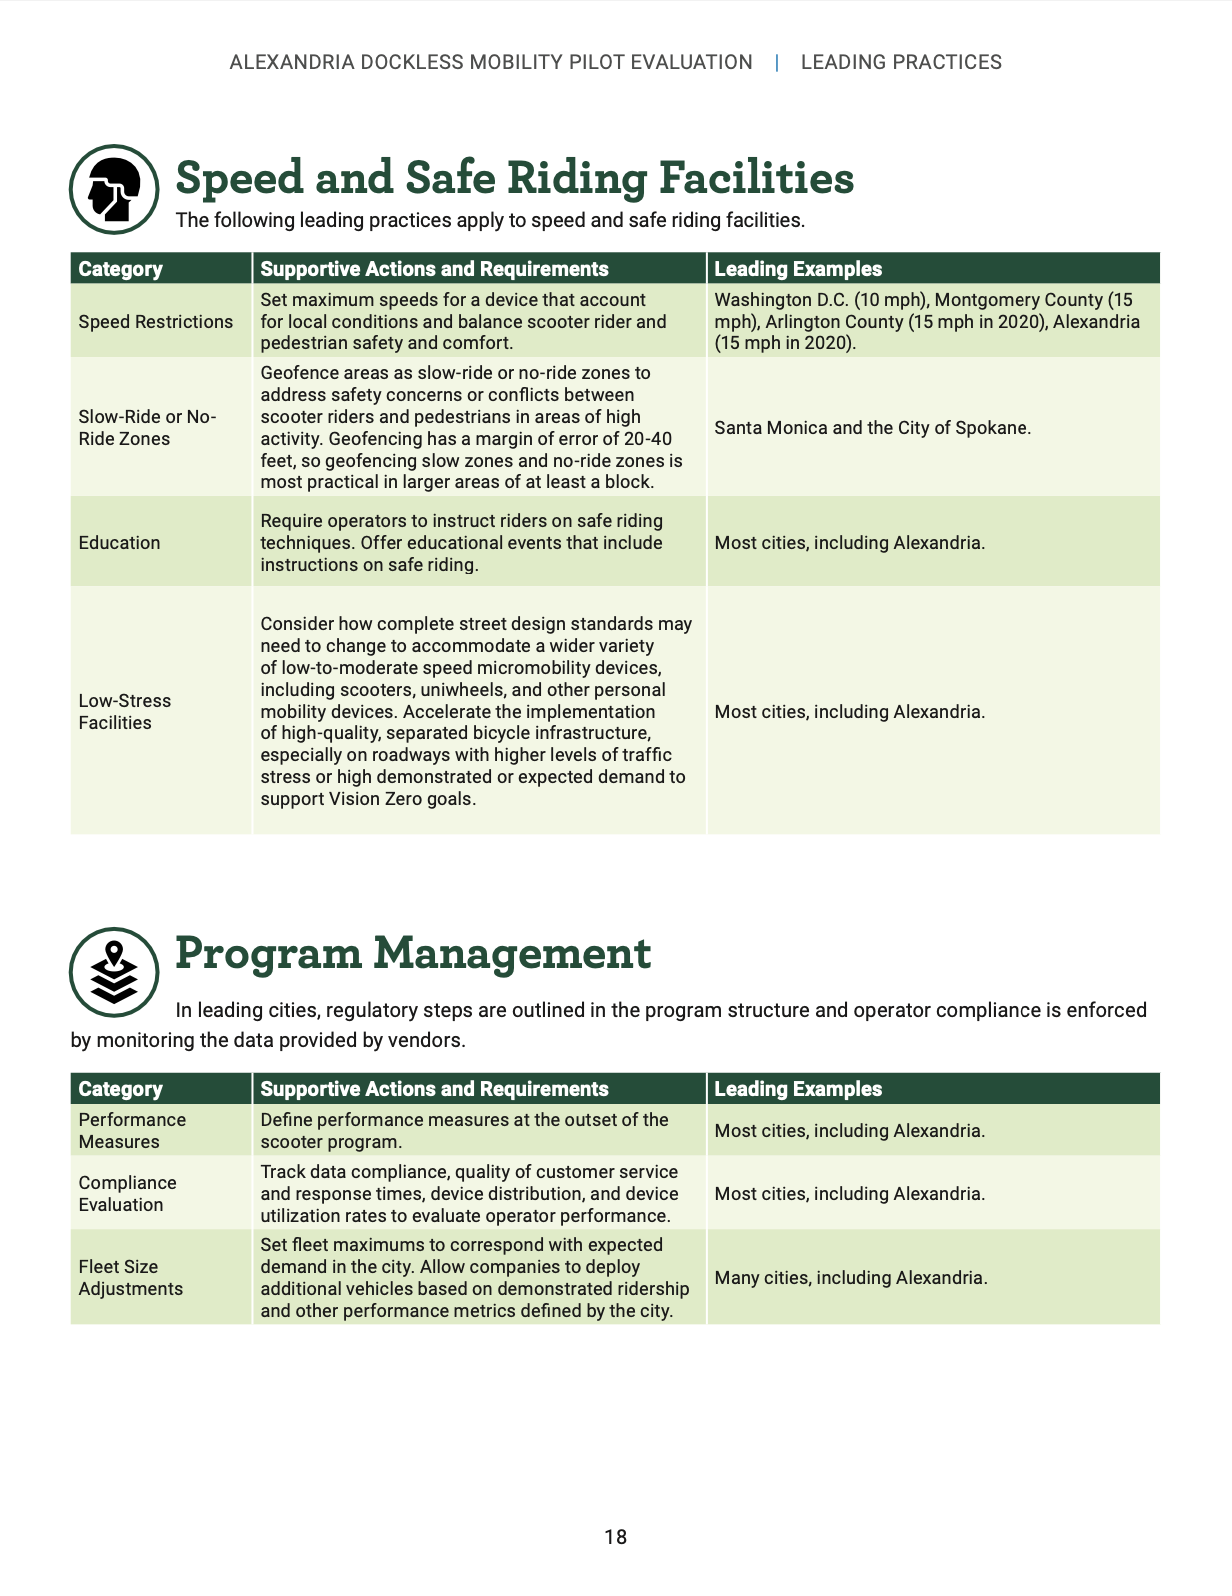 ALEXANDRIA DOCKLESS MOBILITY PILOT EVALUATION | LEADING PRACTICES
Speed and Safe Riding Facilities
The following leading practices apply to speed and safe riding facilities.
Category Supportive Actions and Requirements Leading Examples
Speed Restrictions
Set maximum speeds for a device that account
for local conditions and balance scooter rider and
pedestrian safety and comfort.
Washington D.C. (10 mph), Montgomery County (15
mph), Arlington County (15 mph in 2020), Alexandria
(15 mph in 2020).
Slow-Ride or No-
Ride Zones
Geofence areas as slow-ride or no-ride zones to
address safety concerns or conflicts between
scooter riders and pedestrians in areas of high
activity. Geofencing has a margin of error of 20-40
feet, so geofencing slow zones and no-ride zones is
most practical in larger areas of at least a block.
Santa Monica and the City of Spokane.
Education
Require operators to instruct riders on safe riding
techniques. Offer educational events that include
instructions on safe riding.
Most cities, including Alexandria.
Low-Stress
Facilities
Consider how complete street design standards may
need to change to accommodate a wider variety
of low-to-moderate speed micromobility devices,
including scooters, uniwheels, and other personal
mobility devices. Accelerate the implementation
of high-quality, separated bicycle infrastructure,
especially on roadways with higher levels of traffic
stress or high demonstrated or expected demand to
support Vision Zero goals.
Most cities, including Alexandria.
Program Management
In leading cities, regulatory steps are outlined in the program structure and operator compliance is enforced
by monitoring the data provided by vendors.
Category Supportive Actions and Requirements Leading Examples
Performance
Measures
Define performance measures at the outset of the
scooter program.
Most cities, including Alexandria.
Compliance
Evaluation
Track data compliance, quality of customer service
and response times, device distribution, and device
utilization rates to evaluate operator performance.
Most cities, including Alexandria.
Fleet Size
Adjustments
Set fleet maximums to correspond with expected
demand in the city. Allow companies to deploy
additional vehicles based on demonstrated ridership
and other performance metrics defined by the city.
Many cities, including Alexandria.
18